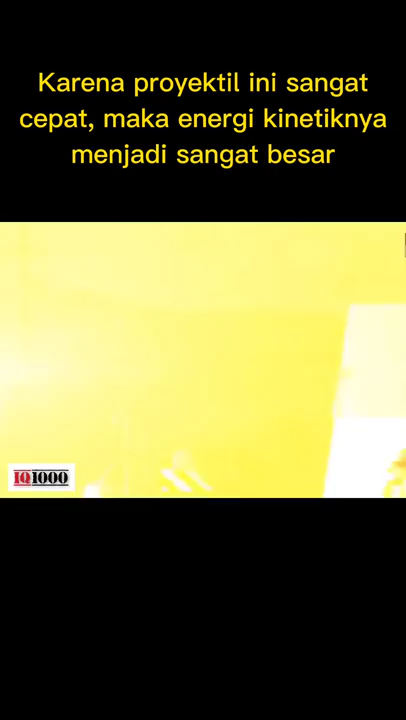 Karena proyektil ini sangat
cepat, maka energi kinetiknya
menjadi sangat besar
IQ1000